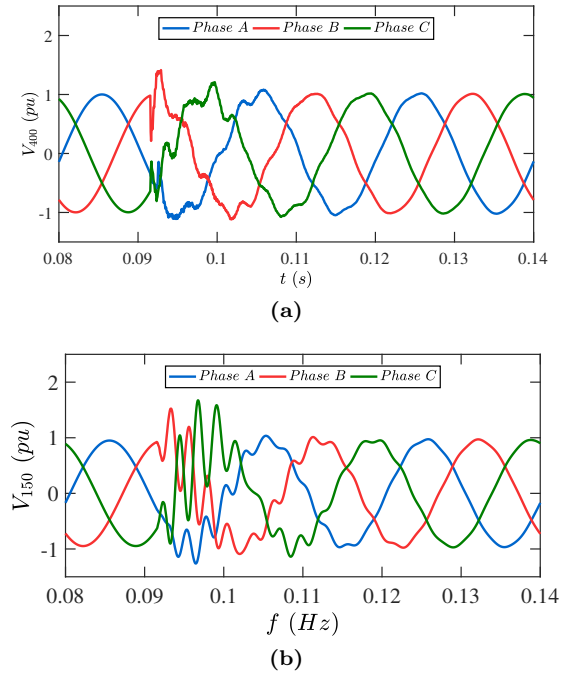 Phase A Phase B Phase C
2
1
0
-1
V400 (pu)
0.08 0.09 0.1 0.11 0.12 0.13 0.14
t (s)
(a)
Phase A Phase B Phase C
2
1
0
-1
V150 (pu)
0.08 0.09 0.1 0.11 0.12 0.13 0.14
f (Hz)
(b)